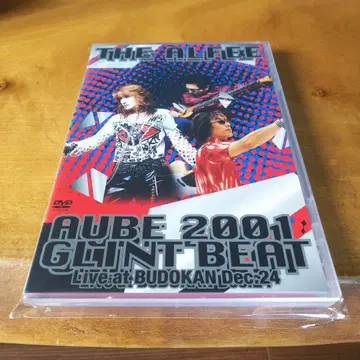 THE ALFEE
DVD
AUBE 2001
GLINT BEAT
Live at BUDOKAN Dec.24